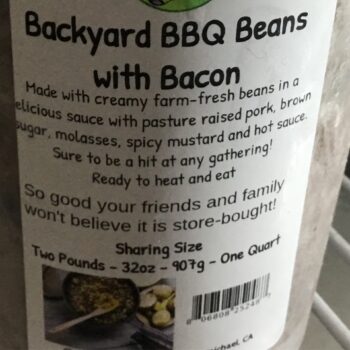 Backyard BBQ Beans
with Bacon
Made with creamy farm-fresh beans in a
elicious sauce with pasture raised pork, brown
sugar, molasses, spicy mustard and hot sauce.
Sure to be a hit at any gathering!
Ready to heat and eat
So good your friends and family
won't believe it is store-bought!
Sharing Size
Two Pounds - 32oz - 907g - One Quart
ichael, CA